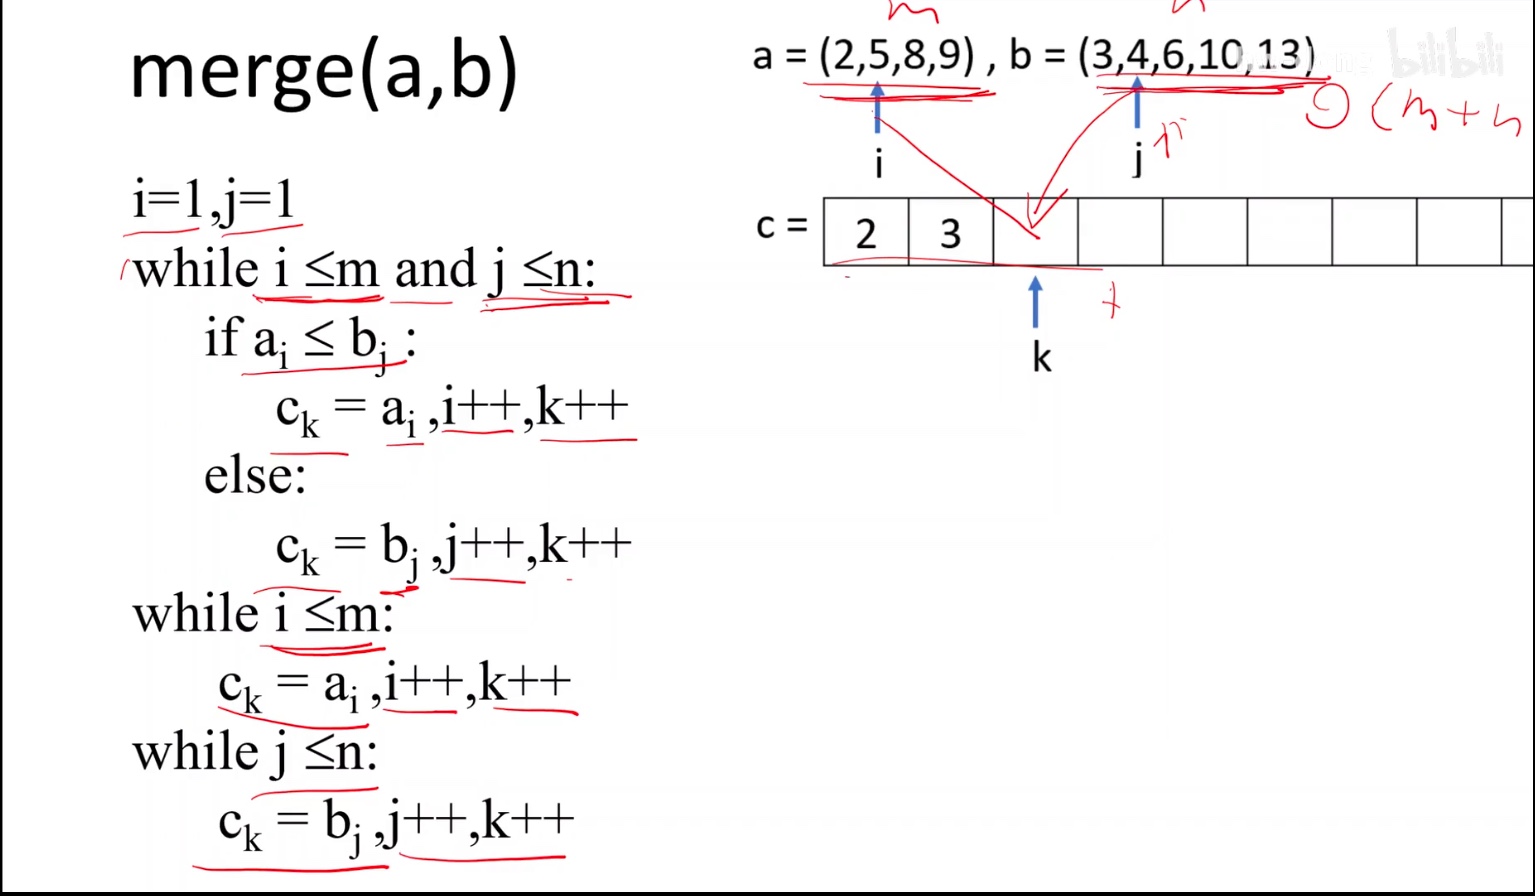 merge(a,b)
i=1,j=1
while i ≤m and j ≤n:
if aᵢ ≤ bⱼ :
cₖ = aᵢ ,i++,k++
else:
cₖ = bⱼ ,j++,k++
while i ≤m:
cₖ = aᵢ ,i++,k++
while j ≤n:
cₖ = bⱼ ,j++,k++
m
a = (2,5,8,9) , b = (3,4,6,10,13)
bilibili
(m+n
i
j
c = 2 3
k